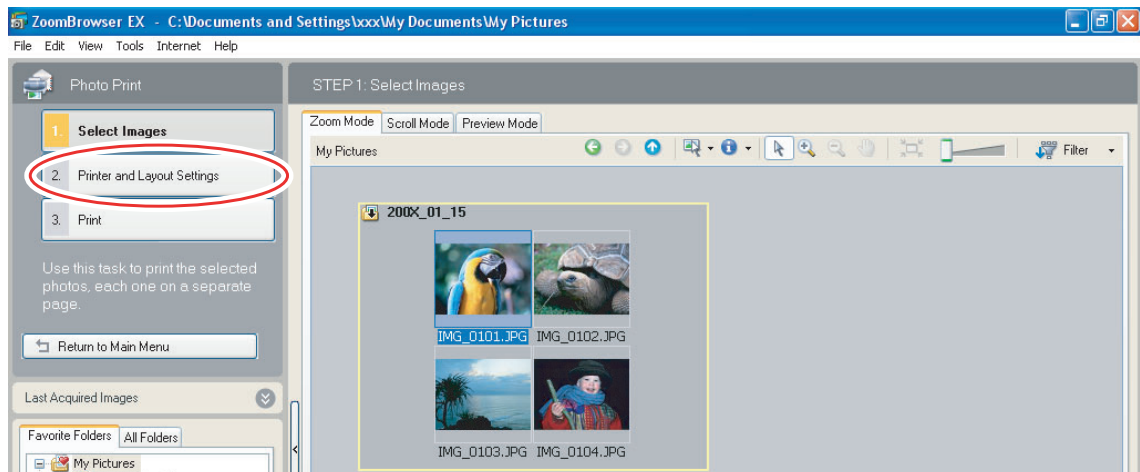 ZoomBrowser EX - C:\Documents and Settings\xxx\My Documents\My Pictures
File Edit View Tools Internet Help
Photo Print
1. Select Images
2. Printer and Layout Settings
3. Print
Use this task to print the selected
photos, each one on a separate
page.
Return to Main Menu
Last Acquired Images
Favorite Folders All Folders
My Pictures
STEP 1: Select Images
Zoom Mode Scroll Mode Preview Mode
My Pictures Filter
200X_01_15
IMG_0101.JPG IMG_0102.JPG
IMG_0103.JPG IMG_0104.JPG